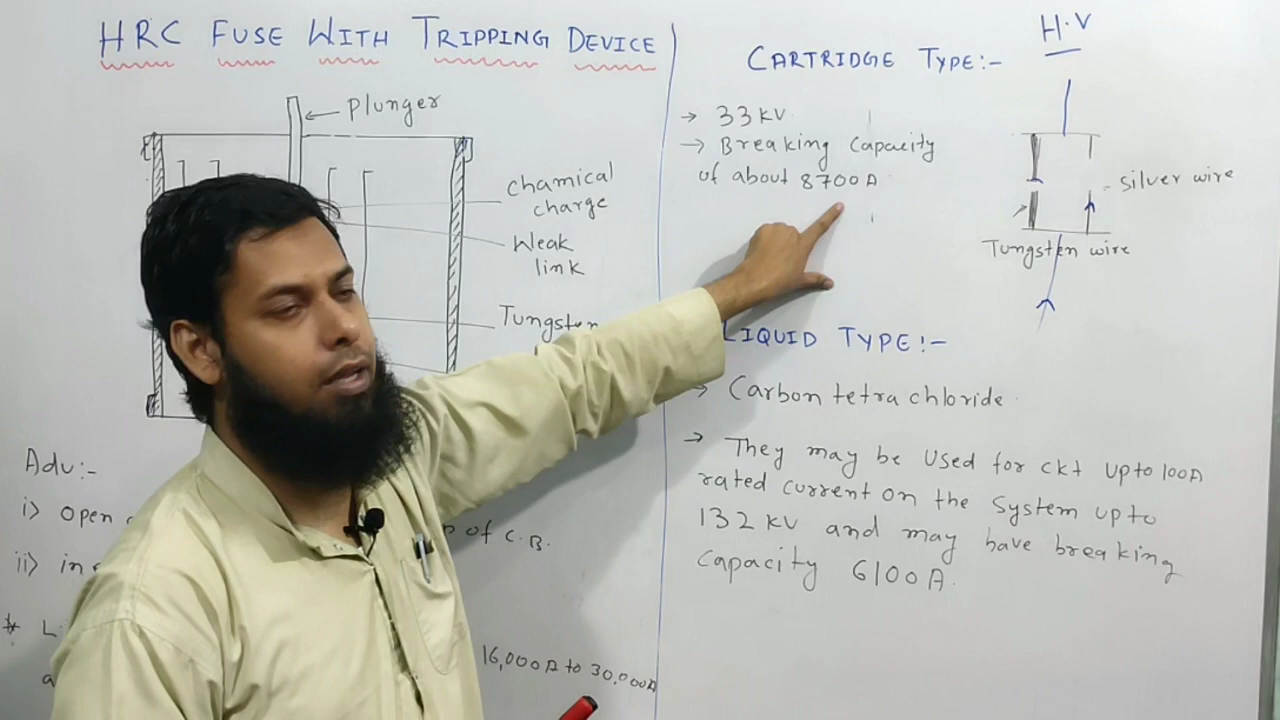 HRC FUSE WITH TRIPPING DEVICE
Plunger
chamical
charge
Weak
link
Tungsten
Adv:-
i) open
of C.B.
ii)
*
16,000A to 30,000A
H.V
CARTRIDGE TYPE:-
→ 33 KV
→ Breaking Capacity
of about 8700A
silver wire
Tungsten wire
LIQUID TYPE:-
→ Carbon tetra chloride
→ They may be used for ckt upto 100A
rated current on the system upto
132 KV and may have breaking
capacity 6100A.